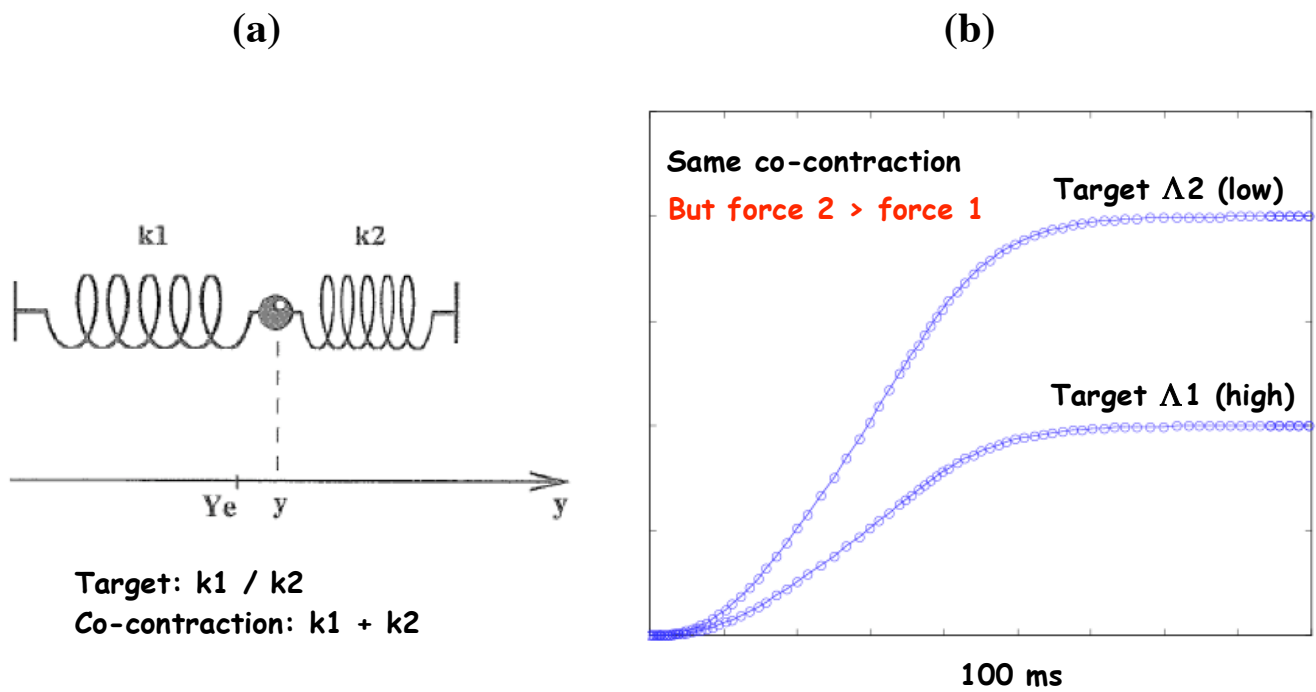 (a)
k1 k2
Ye y y
Target: k1 / k2
Co-contraction: k1 + k2
(b)
Same co-contraction
But force 2 > force 1
Target Λ2 (low)
Target Λ1 (high)
100 ms